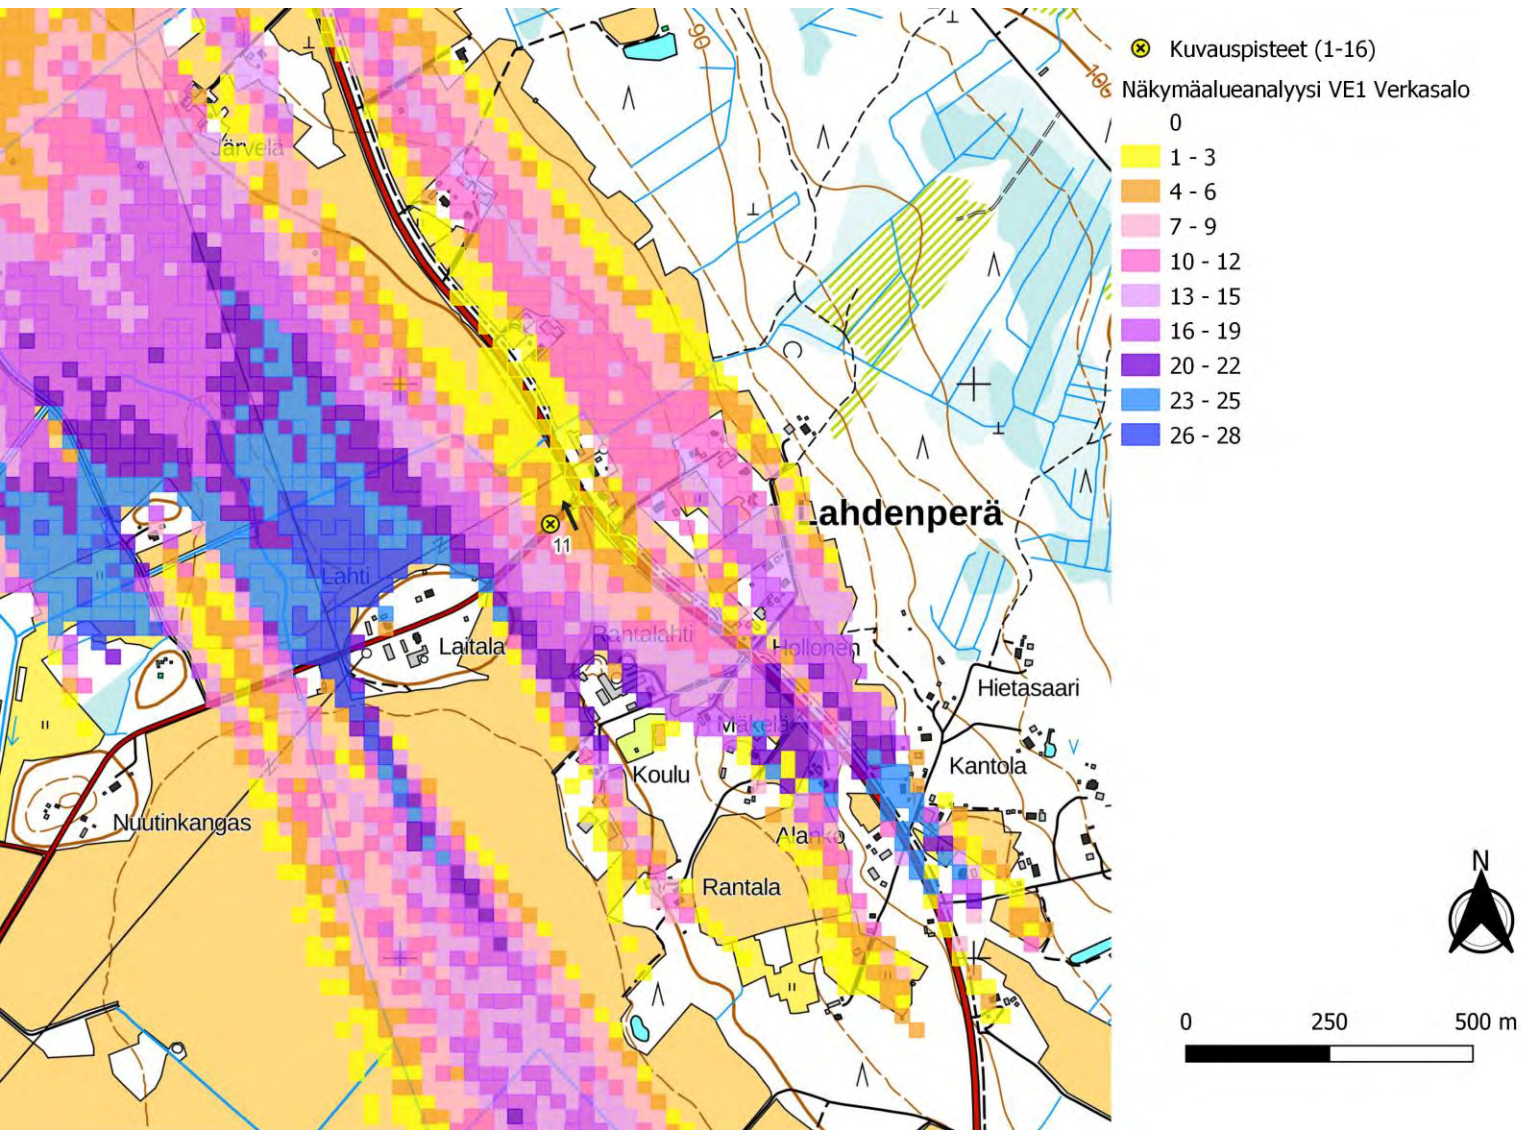 90
100
Järvelä
Lahdenperä
11
Lahti
Laitala
Rantalahti
Hollonen
Hietasaari
Mäkelä
Koulu
Kantola
Nuutinkangas
Alanko
Rantala
Kuvauspisteet (1-16)
Näkymäalueanalyysi VE1 Verkasalo
0
1 - 3
4 - 6
7 - 9
10 - 12
13 - 15
16 - 19
20 - 22
23 - 25
26 - 28
N
0 250 500 m